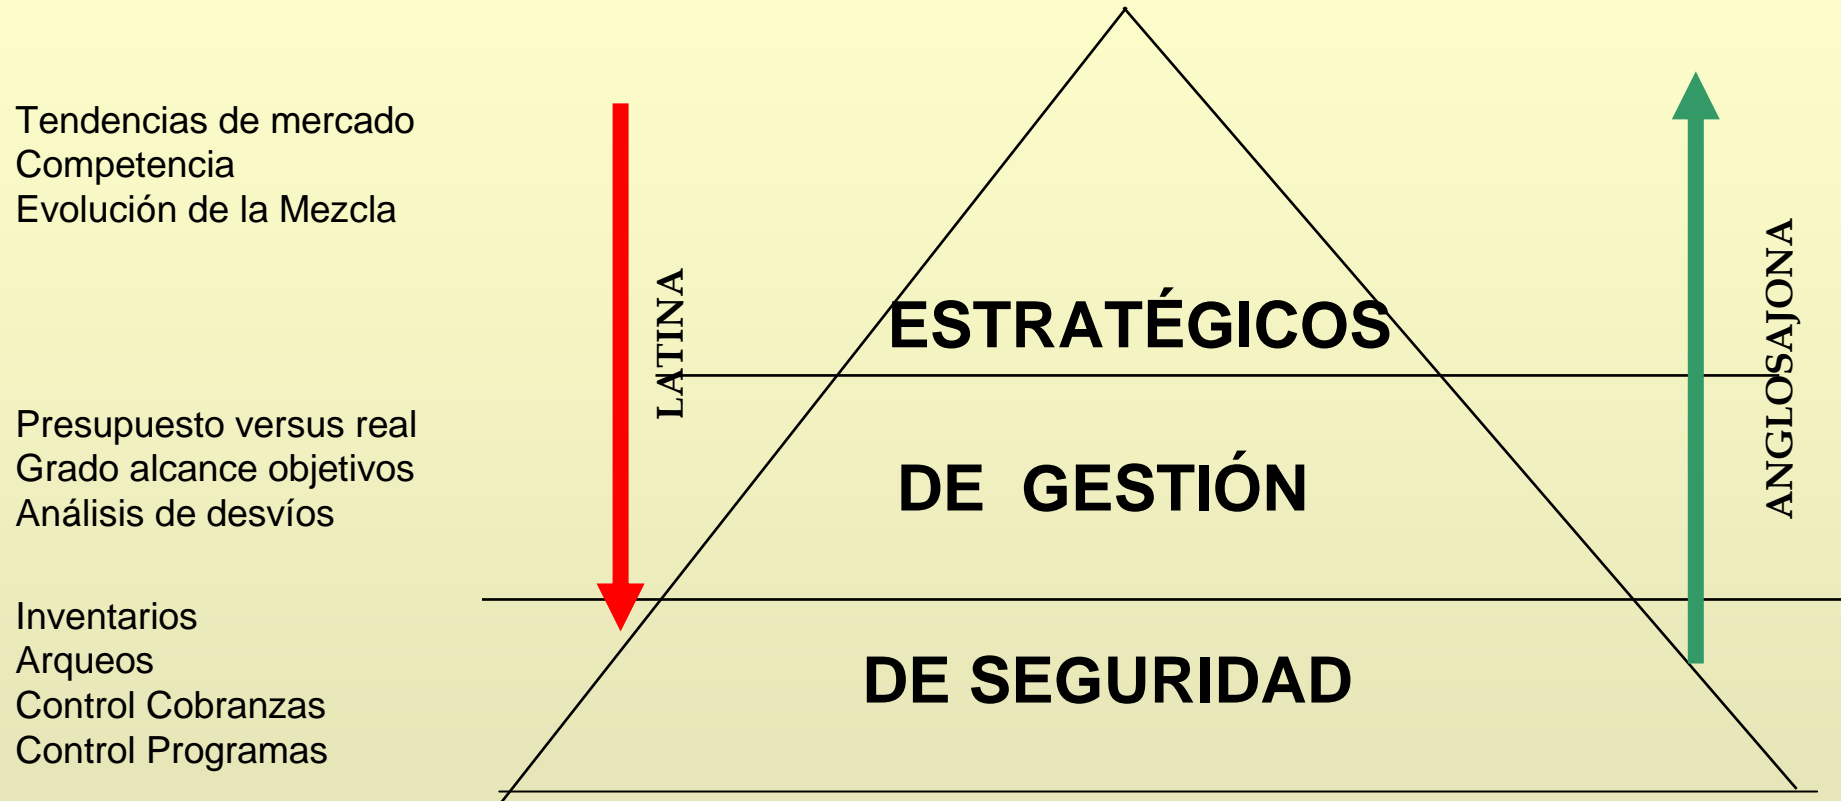 Tendencias de mercado
Competencia
Evolución de la Mezcla
LATINA
ESTRATÉGICOS
ANGLOSAJONA
Presupuesto versus real
Grado alcance objetivos
Análisis de desvíos
DE GESTIÓN
Inventarios
Arqueos
Control Cobranzas
Control Programas
DE SEGURIDAD